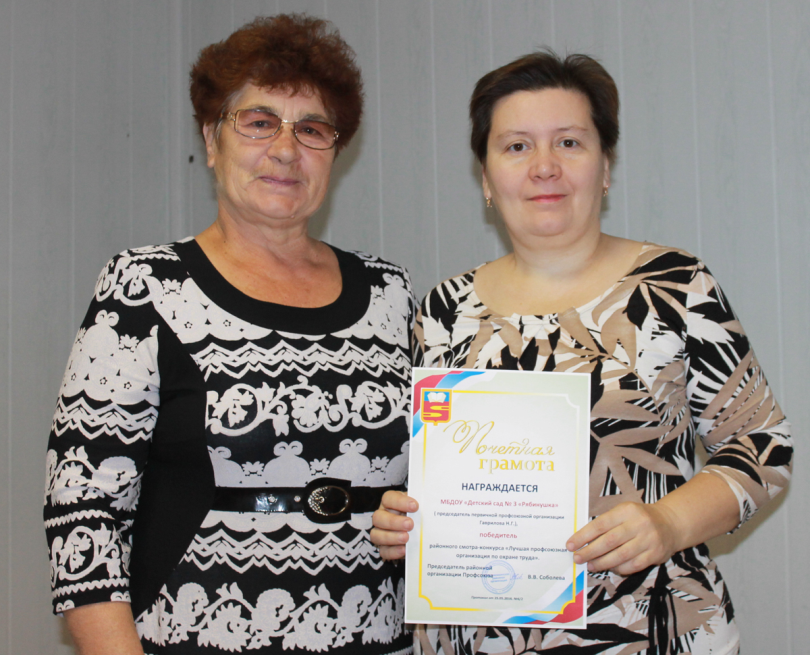 Почетная
грамота
НАГРАЖДАЕТСЯ
МБДОУ «Детский сад № 3 «Рябинушка»
( председатель первичной профсоюзной организации
Гаврилова Н.Г.),
победитель
районного смотра-конкурса «Лучшая профсоюзная
организация по охране труда».
Председатель районной
организации Профсоюза В.В. Соболева